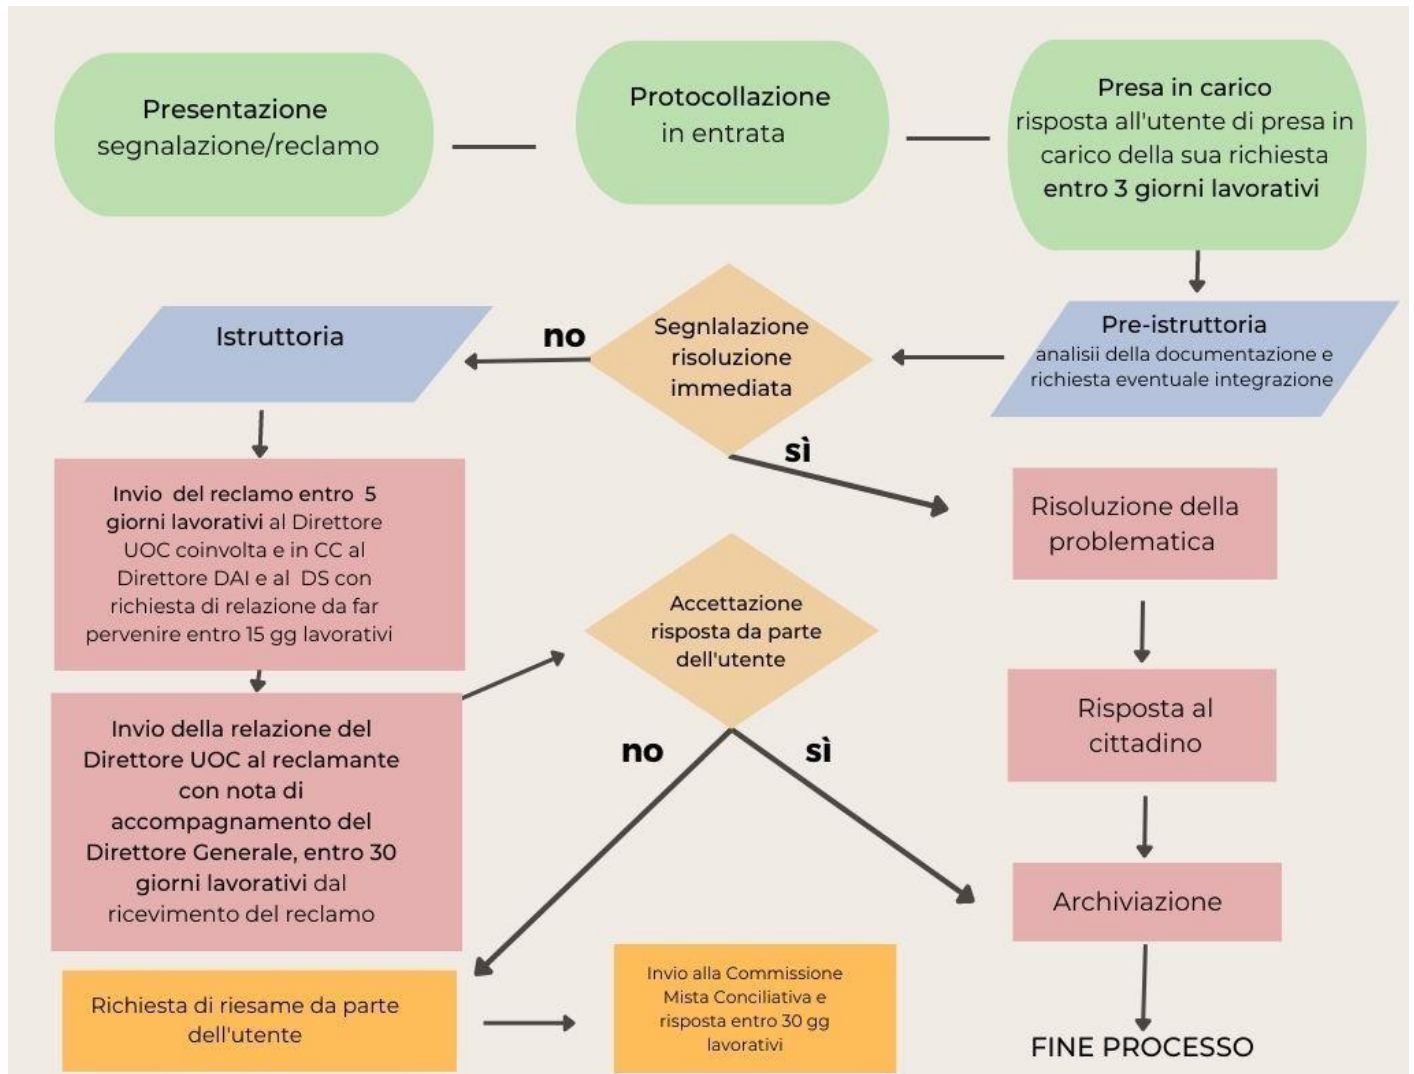 Presentazione
segnalazione/reclamo
Protocollazione
in entrata
Presa in carico
risposta all'utente di presa in
carico della sua richiesta
entro 3 giorni lavorativi
Pre-istruttoria
analisii della documentazione e
richiesta eventuale integrazione
Segnlalazione
risoluzione
immediata
no
Istruttoria
sì
Invio del reclamo entro 5
giorni lavorativi al Direttore
UOC coinvolta e in CC al
Direttore DAI e al DS con
richiesta di relazione da far
pervenire entro 15 gg lavorativi
Risoluzione della
problematica
Accettazione
risposta da parte
dell'utente
Invio della relazione del
Direttore UOC al reclamante
con nota di
accompagnamento del
Direttore Generale, entro 30
giorni lavorativi dal
ricevimento del reclamo
no
sì
Risposta al
cittadino
Archiviazione
Richiesta di riesame da parte
dell'utente
Invio alla Commissione
Mista Conciliativa e
risposta entro 30 gg
lavorativi
FINE PROCESSO